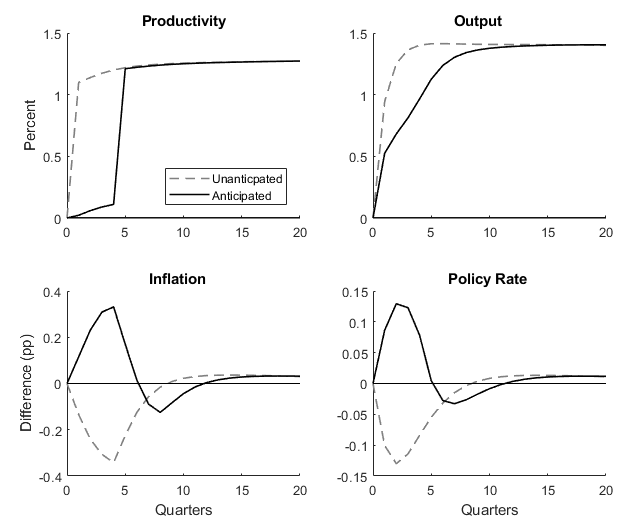 Productivity
Output
1.5
1
0.5
0
Percent
Unanticpated
Anticipated
0 5 10 15 20
1.5
1
0.5
0
0 5 10 15 20
Inflation
Policy Rate
0.4
0.2
0
-0.2
-0.4
Difference (pp)
0 5 10 15 20
Quarters
0.15
0.1
0.05
0
-0.05
-0.1
-0.15
0 5 10 15 20
Quarters